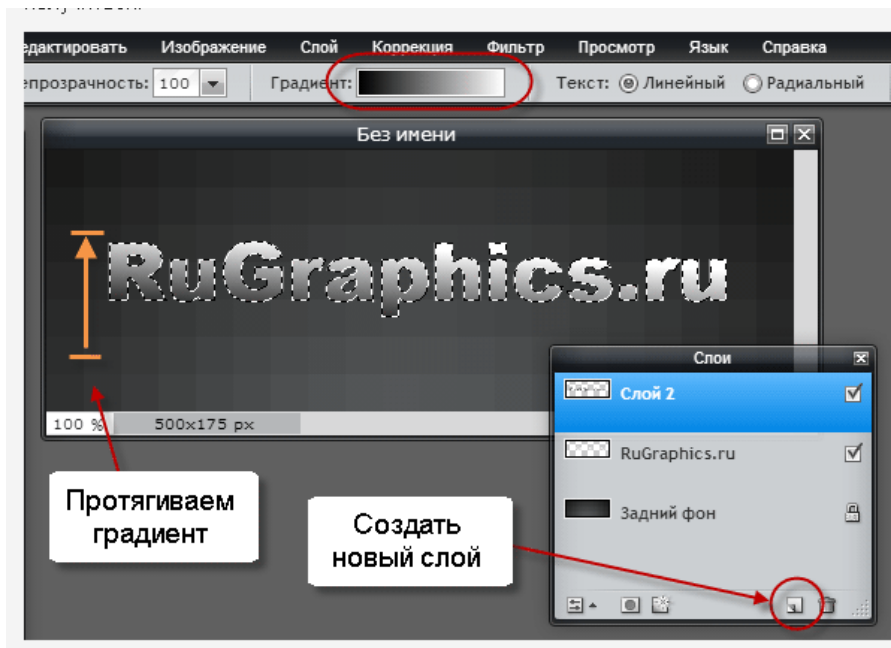 едактировать Изображение Слой Коррекция Фильтр Просмотр Язык Справка
епрозрачность: 100 Градиент: Текст: Линейный Радиальный
Без имени
RuGraphics.ru
Слои
Слой 2
100 % 500x175 px
RuGraphics.ru
Протягиваем
градиент
Создать
новый слой
Задний фон